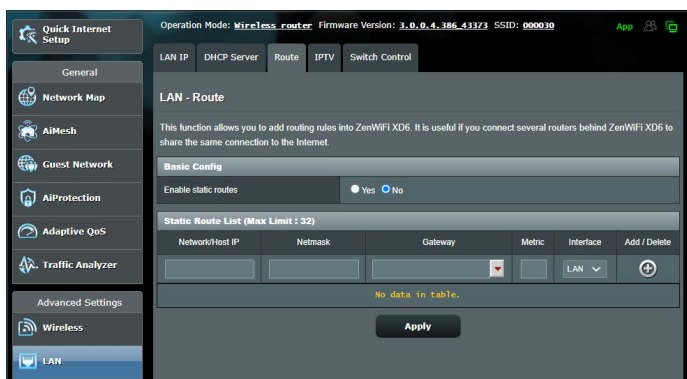 Quick Internet
Setup
Operation Mode: Wireless router Firmware Version: 3.0.0.4.386_43373 SSID: 000030
App
General
Network Map
AiMesh
Guest Network
AiProtection
Adaptive QoS
Traffic Analyzer
Advanced Settings
Wireless
LAN
LAN IP DHCP Server Route IPTV Switch Control
LAN - Route
This function allows you to add routing rules into ZenWiFi XD6. It is useful if you connect several routers behind ZenWiFi XD6 to
share the same connection to the Internet.
Basic Config
Enable static routes Yes No
Static Route List (Max Limit : 32)
Network/Host IP Netmask Gateway Metric Interface Add / Delete
LAN
No data in table.
Apply